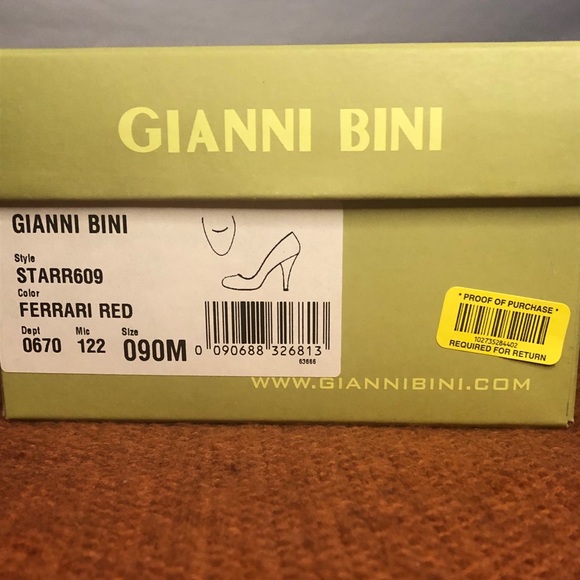 GIANNI BINI
GIANNI BINI
Style
STARR609
Color
FERRARI RED
Dept Mic Size
0670 122 090M
0 090688 326813
63666
* PROOF OF PURCHASE *
102735284402
REQUIRED FOR RETURN
WWW.GIANNIBINI.COM